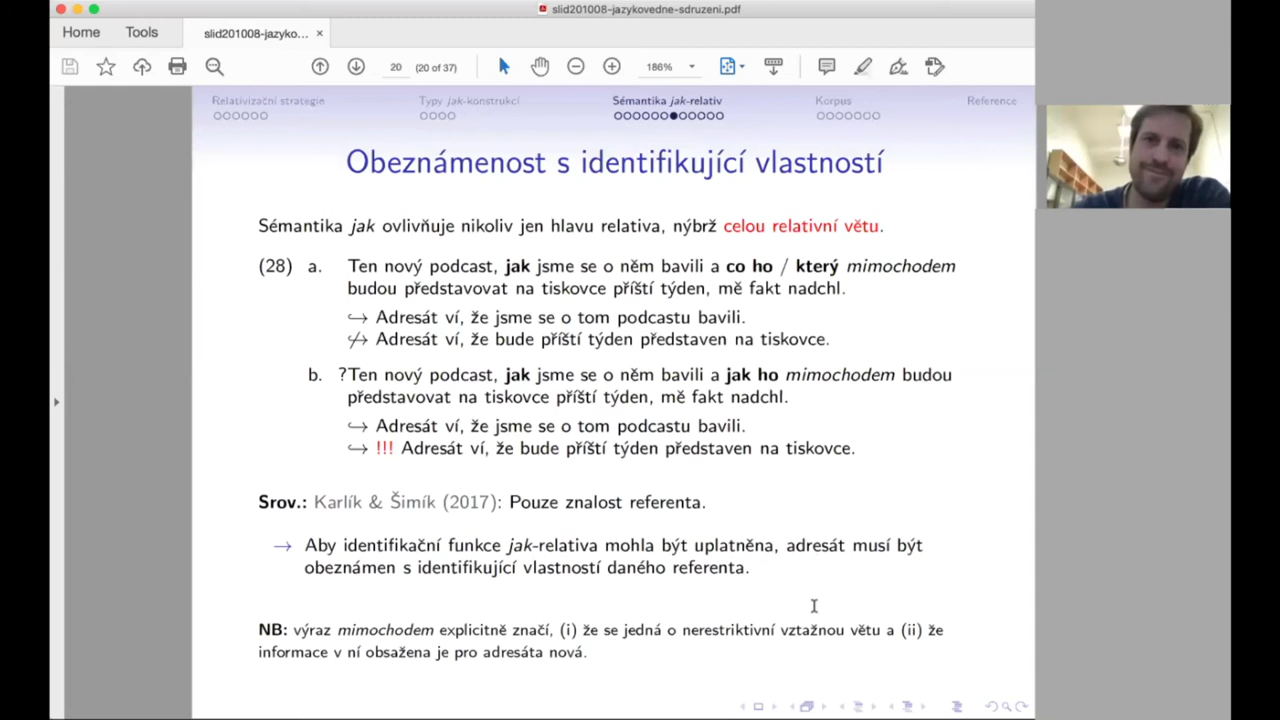 slid201008-jazykovedne-sdruzeni.pdf
Home Tools slid201008-jazyko... ×
20 (20 of 37) 186%
Relativizační strategie Typy jak-konstrukcí Sémantika jak-relativ Korpus Reference
Obeznámenost s identifikující vlastností
Sémantika jak ovlivňuje nikoliv jen hlavu relativa, nýbrž celou relativní větu.
(28) a. Ten nový podcast, jak jsme se o něm bavili a co ho / který mimochodem
budou představovat na tiskovce příští týden, mě fakt nadchl.
↪ Adresát ví, že jsme se o tom podcastu bavili.
↪̸ Adresát ví, že bude příští týden představen na tiskovce.
b. ?Ten nový podcast, jak jsme se o něm bavili a jak ho mimochodem budou
představovat na tiskovce příští týden, mě fakt nadchl.
↪ Adresát ví, že jsme se o tom podcastu bavili.
↪ !!! Adresát ví, že bude příští týden představen na tiskovce.
Srov.: Karlík & Šimík (2017): Pouze znalost referenta.
→ Aby identifikační funkce jak-relativa mohla být uplatněna, adresát musí být
obeznámen s identifikující vlastností daného referenta.
NB: výraz mimochodem explicitně značí, (i) že se jedná o nerestriktivní vztažnou větu a (ii) že
informace v ní obsažena je pro adresáta nová.